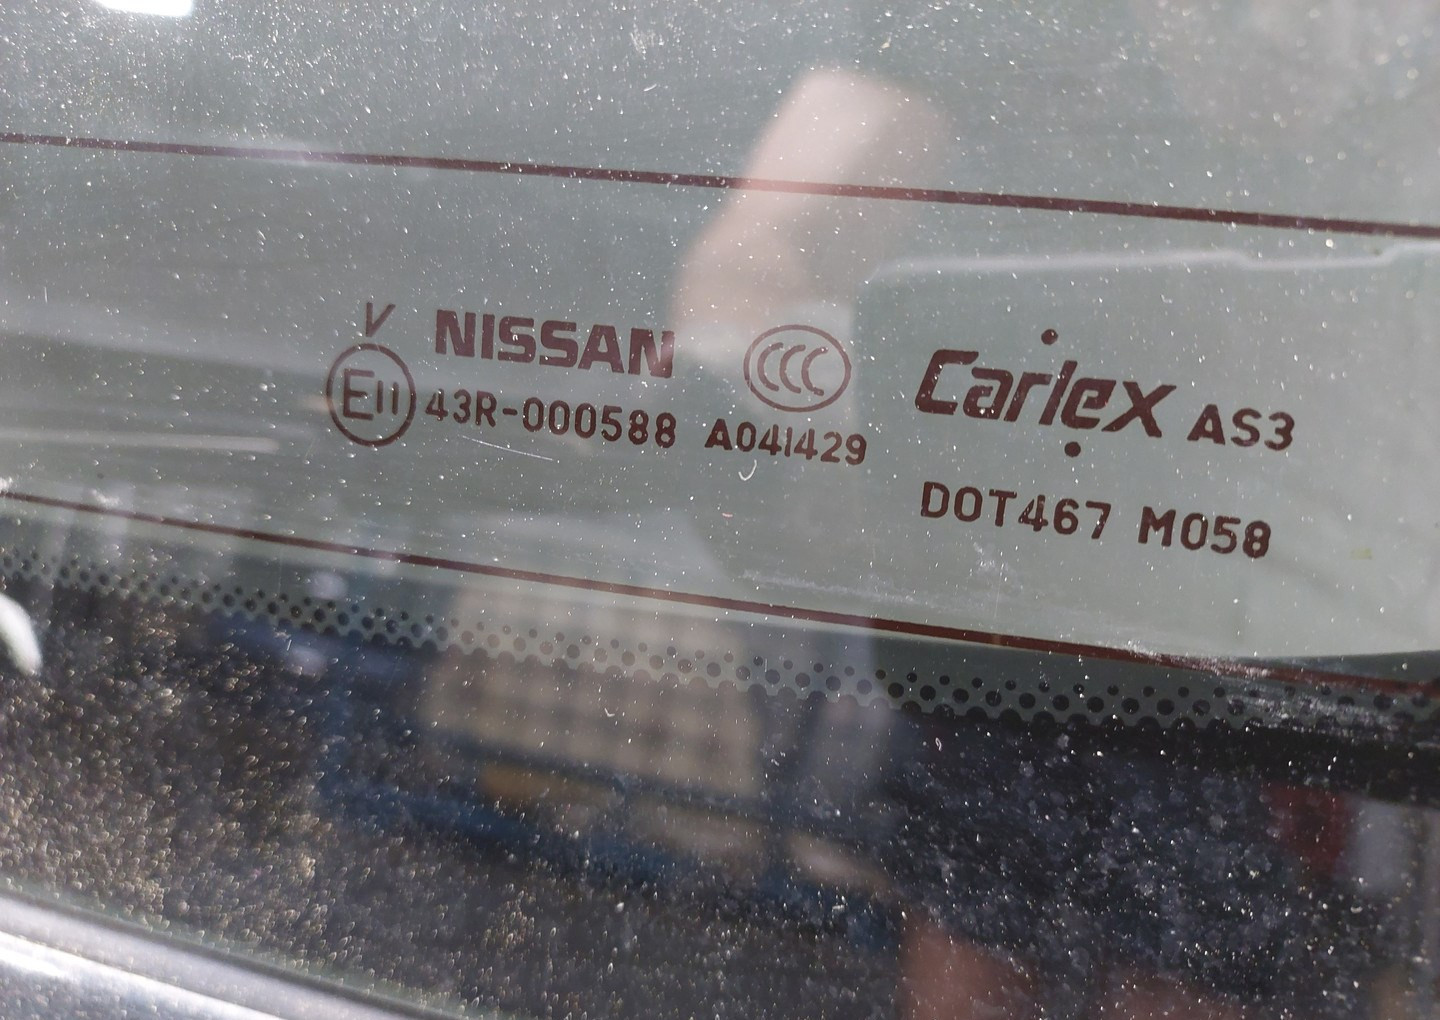 V NISSAN CCC Carlex AS3
E11 43R-000588 A041429
DOT467 M058